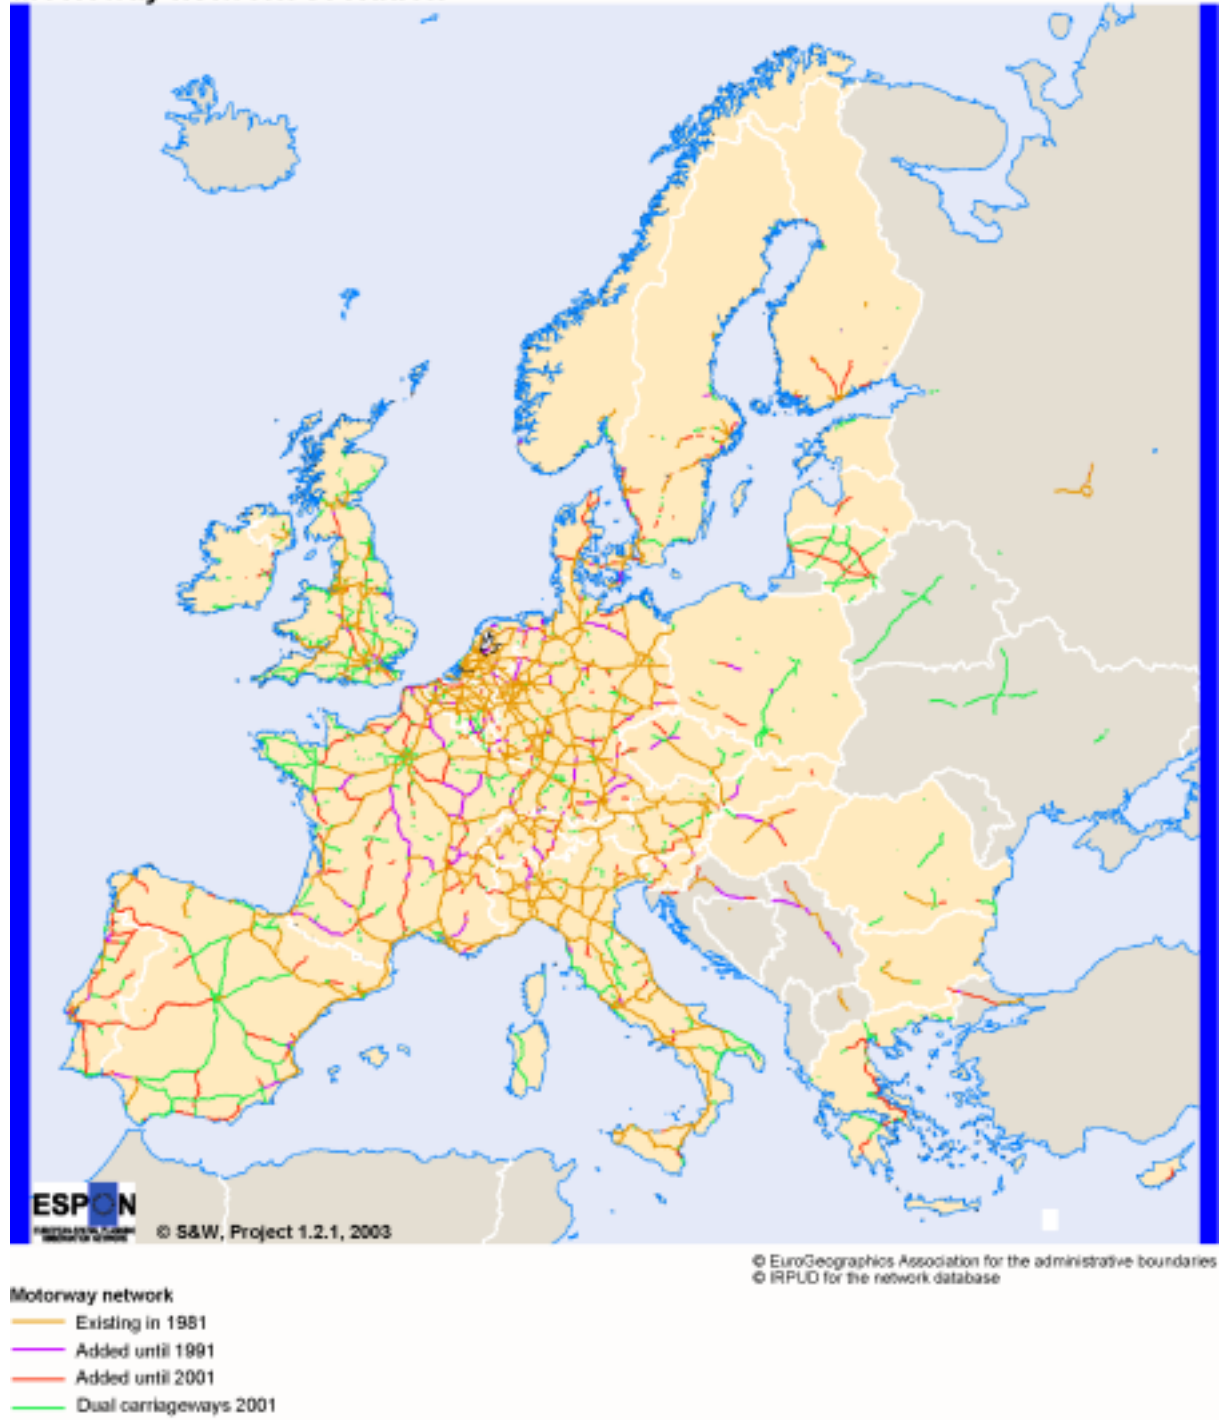 ESPON
© S&W, Project 1.2.1, 2003
© EuroGeographics Association for the administrative boundaries
© IRPUD for the network database
Motorway network
Existing in 1981
Added until 1991
Added until 2001
Dual carriageways 2001